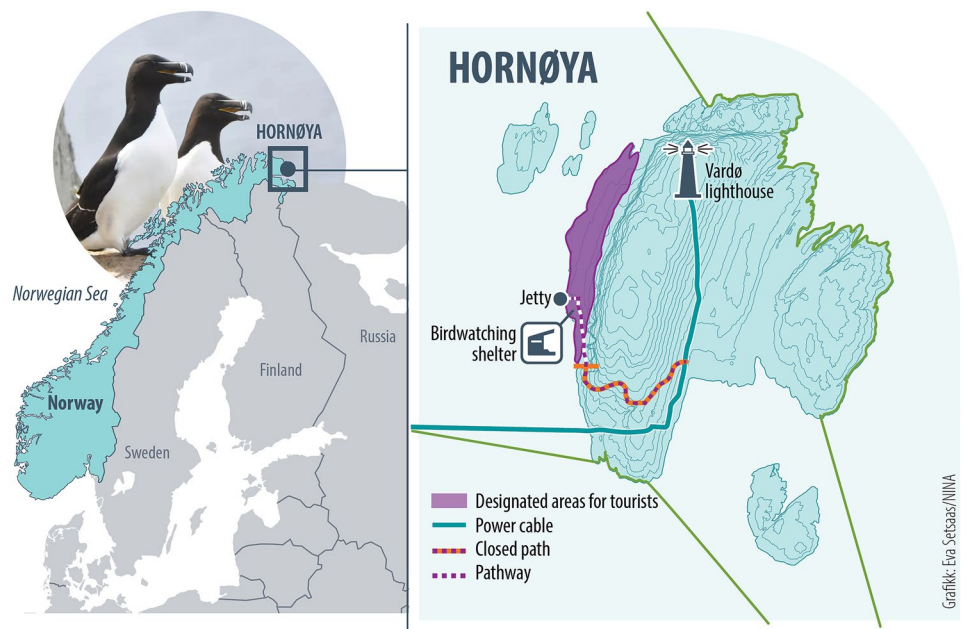 HORNØYA
Norwegian Sea
Norway
Sweden
Finland
Russia
HORNØYA
Vardø
lighthouse
Jetty
Birdwatching
shelter
Designated areas for tourists
Power cable
Closed path
Pathway
Grafikk: Eva Setsaas/NINA